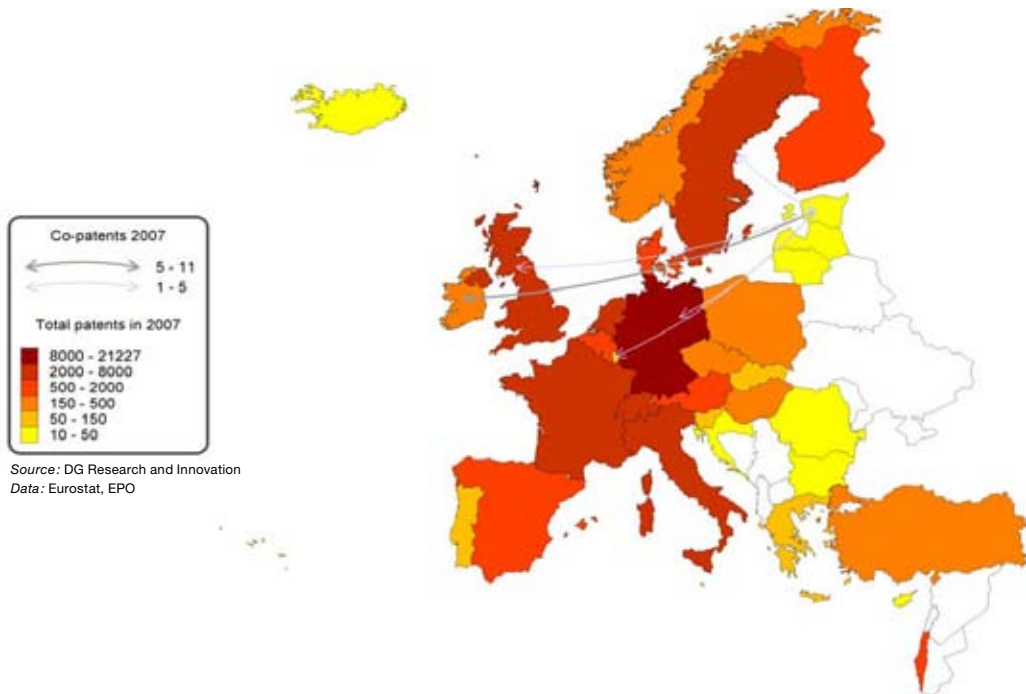 Co-patents 2007
5 - 11
1 - 5
Total patents in 2007
8000 - 21227
2000 - 8000
500 - 2000
150 - 500
50 - 150
10 - 50
Source: DG Research and Innovation
Data: Eurostat, EPO